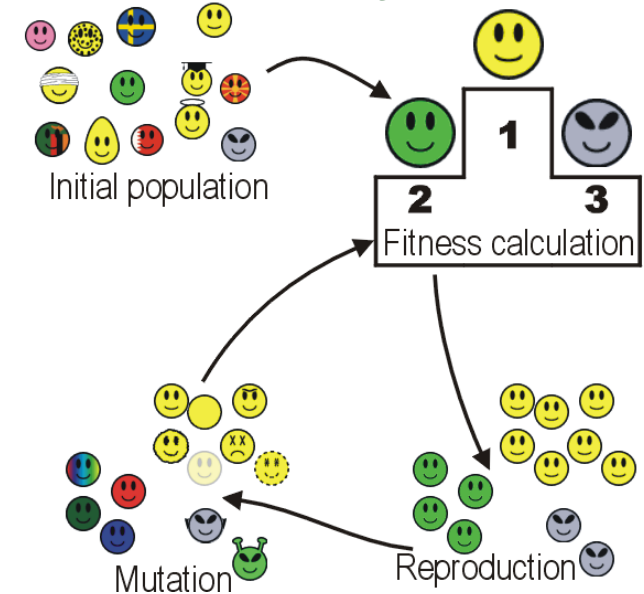 Initial population
1
2
3
Fitness calculation
Mutation
Reproduction